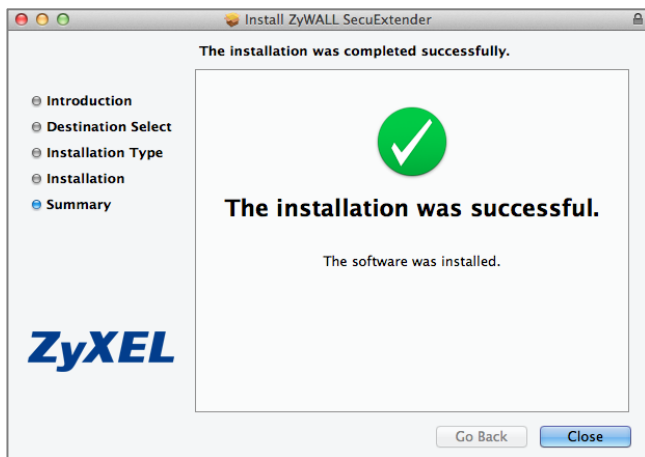 Install ZyWALL SecuExtender
The installation was completed successfully.
Introduction
Destination Select
Installation Type
Installation
Summary
The installation was successful.
The software was installed.
ZyXEL
Go Back
Close